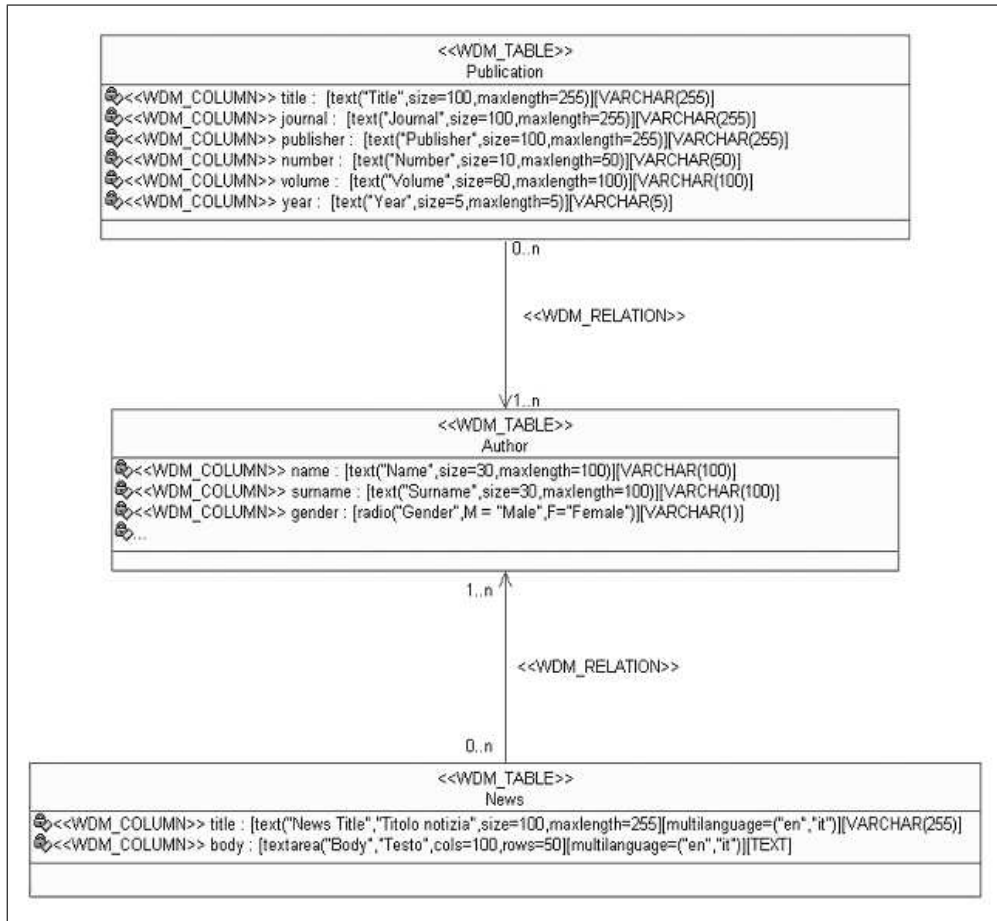 <<WDM_TABLE>>
Publication
<<WDM_COLUMN>> title : [text("Title",size=100,maxlength=255)][VARCHAR(255)]
<<WDM_COLUMN>> journal : [text("Journal",size=100,maxlength=255)][VARCHAR(255)]
<<WDM_COLUMN>> publisher : [text("Publisher",size=100,maxlength=255)][VARCHAR(255)]
<<WDM_COLUMN>> number : [text("Number",size=10,maxlength=50)][VARCHAR(50)]
<<WDM_COLUMN>> volume : [text("Volume",size=60,maxlength=100)][VARCHAR(100)]
<<WDM_COLUMN>> year : [text("Year",size=5,maxlength=5)][VARCHAR(5)]
0..n
<<WDM_RELATION>>
1..n
<<WDM_TABLE>>
Author
<<WDM_COLUMN>> name : [text("Name",size=30,maxlength=100)][VARCHAR(100)]
<<WDM_COLUMN>> surname : [text("Surname",size=30,maxlength=100)][VARCHAR(100)]
<<WDM_COLUMN>> gender : [radio("Gender",M = "Male",F="Female")][VARCHAR(1)]
...
1..n
<<WDM_RELATION>>
0..n
<<WDM_TABLE>>
News
<<WDM_COLUMN>> title : [text("News Title","Titolo notizia",size=100,maxlength=255][multilanguage=("en","it")][VARCHAR(255)]
<<WDM_COLUMN>> body : [textarea("Body","Testo",cols=100,rows=50][multilanguage=("en","it")][TEXT]